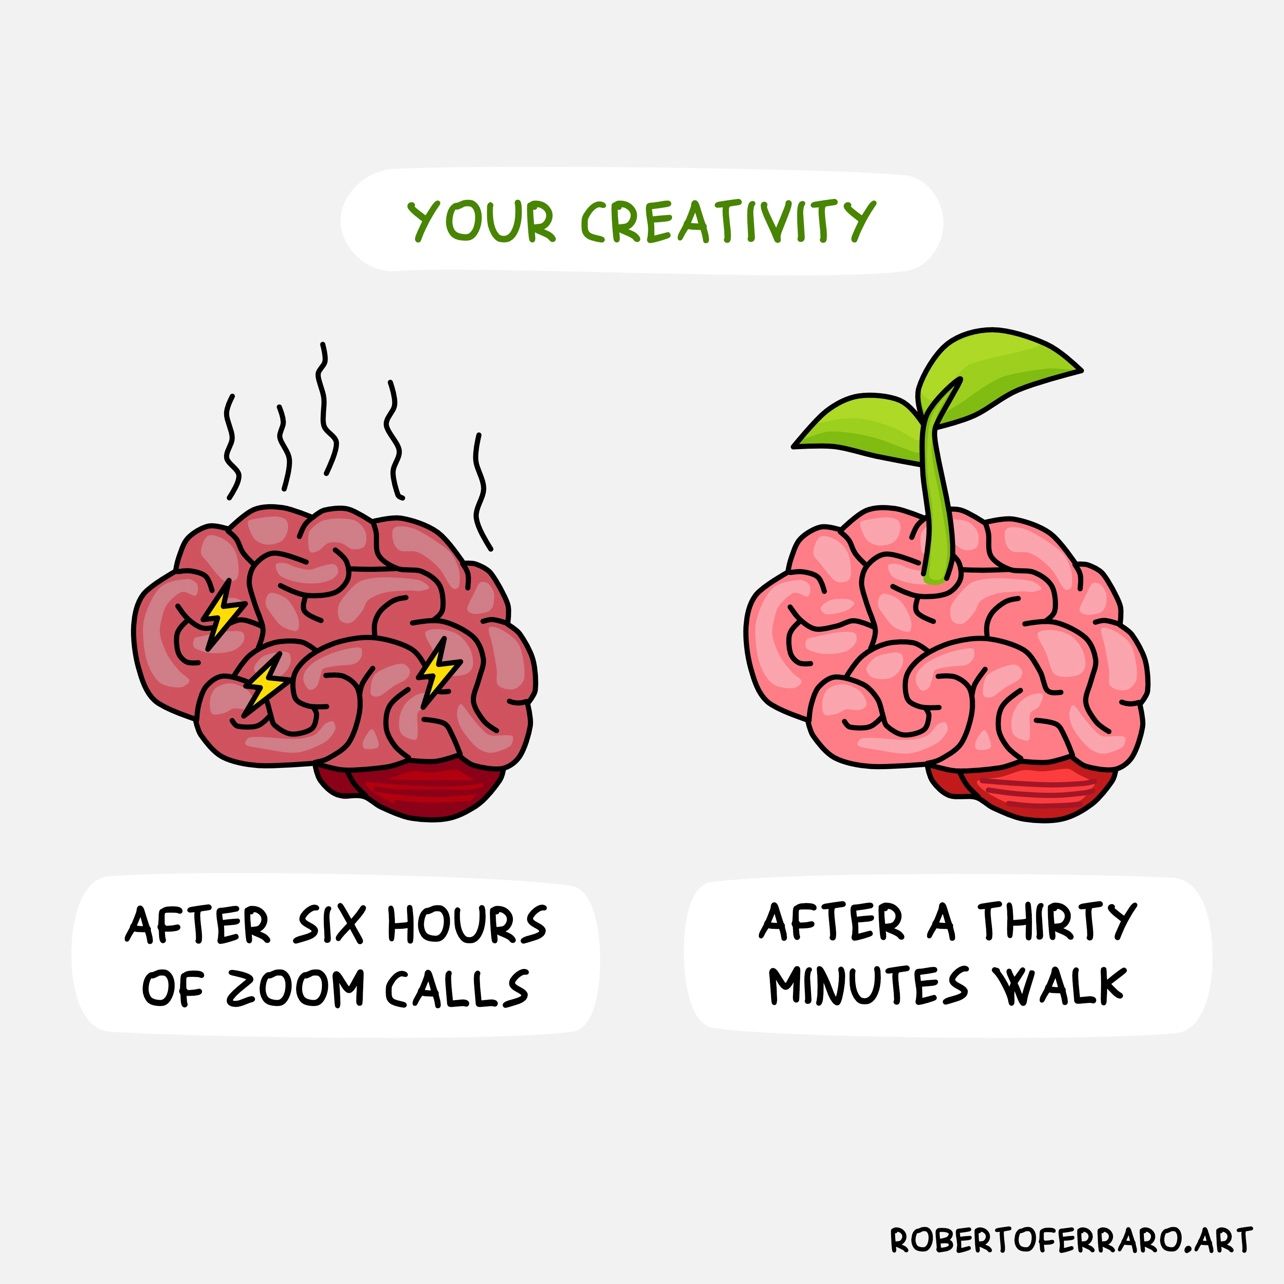 YOUR CREATIVITY
AFTER SIX HOURS
OF ZOOM CALLS
AFTER A THIRTY
MINUTES WALK
ROBERTOFERRARO.ART